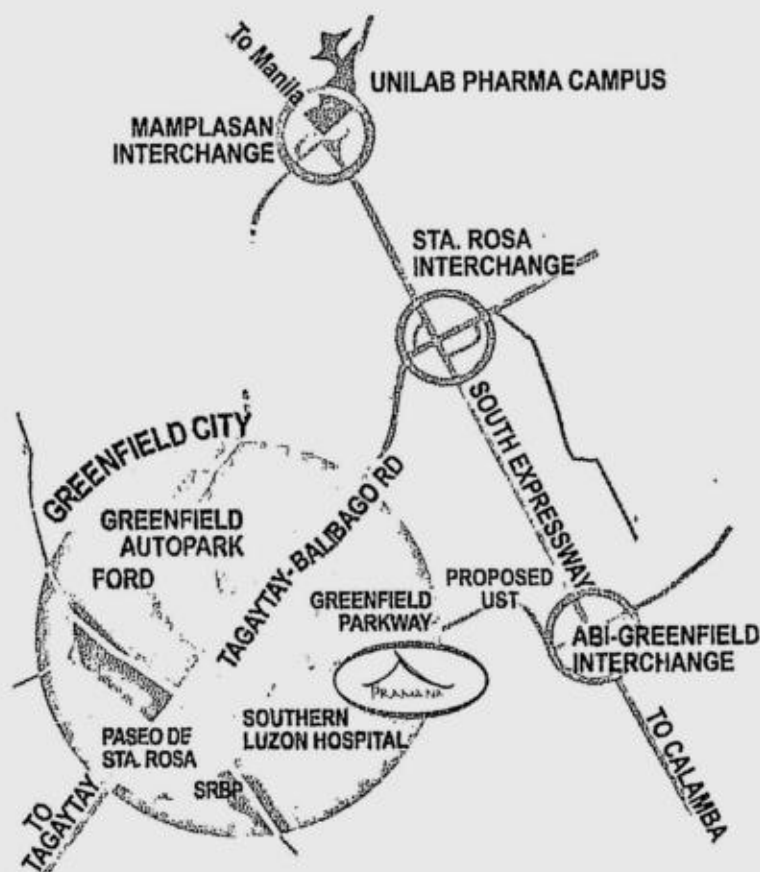 To Manila
UNILAB PHARMA CAMPUS
MAMPLASAN
INTERCHANGE
STA. ROSA
INTERCHANGE
SOUTH EXPRESSWAY
GREENFIELD CITY
GREENFIELD
AUTOPARK
FORD
TAGAYTAY-BALIBAGO RD
GREENFIELD
PARKWAY
PROPOSED
UST
ABI-GREENFIELD
INTERCHANGE
PRAMANA
SOUTHERN
LUZON HOSPITAL
PASEO DE
STA. ROSA
SRBP
TO
TAGAYTAY
TO CALAMBA